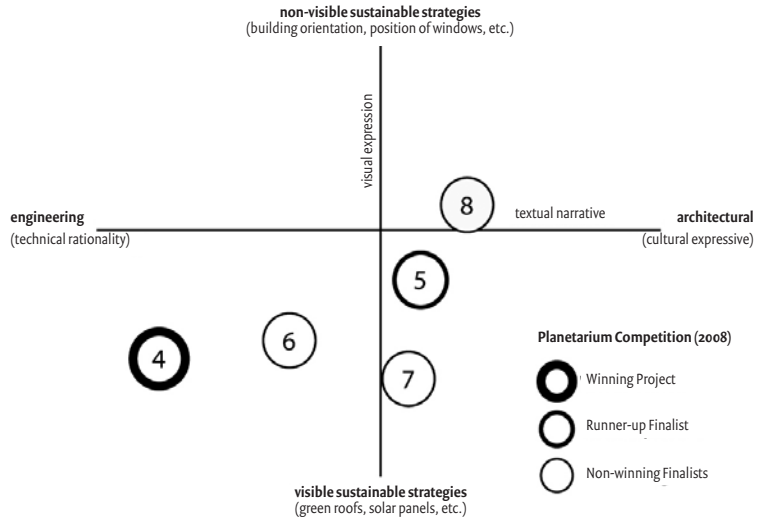 non-visible sustainable strategies
(building orientation, position of windows, etc.)
visual expression
8
textual narrative
engineering
(technical rationality)
architectural
(cultural expressive)
5
6
4
7
Planetarium Competition (2008)
Winning Project
Runner-up Finalist
Non-winning Finalists
visible sustainable strategies
(green roofs, solar panels, etc.)